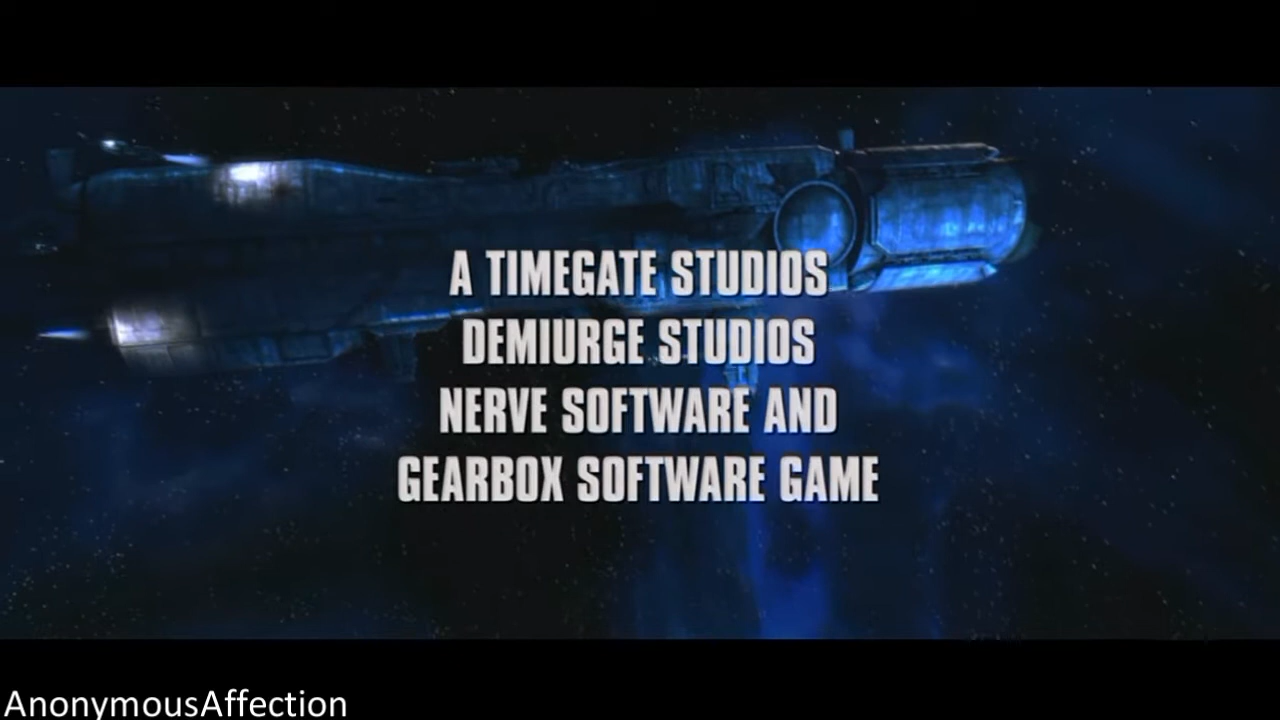 A TIMEGATE STUDIOS
DEMIURGE STUDIOS
NERVE SOFTWARE AND
GEARBOX SOFTWARE GAME
AnonymousAffection